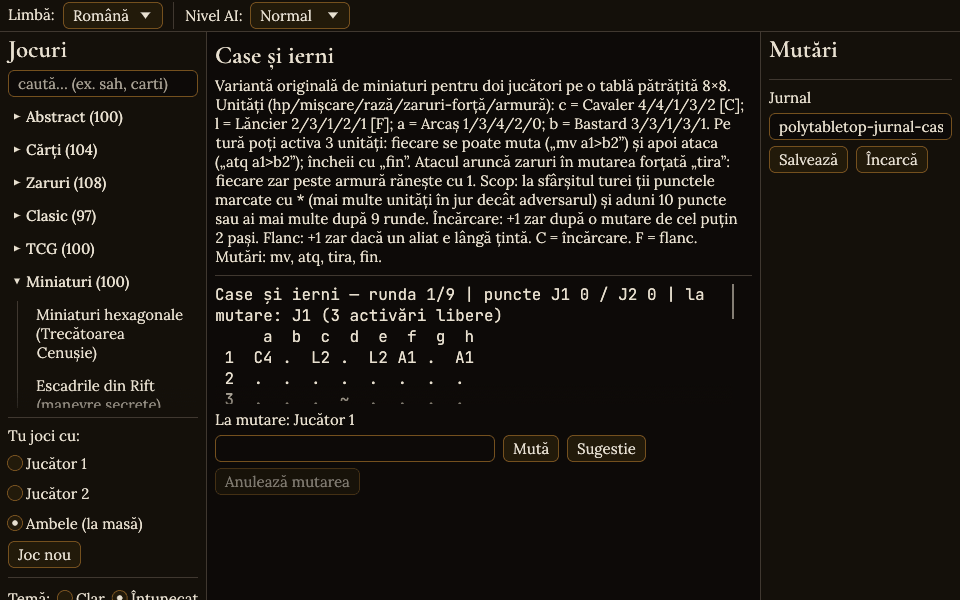 Limbă: Română ▼ Nivel AI: Normal ▼
Jocuri
caută... (ex. sah, carti)
▸ Abstract (100)
▸ Cărți (104)
▸ Zaruri (108)
▸ Clasic (97)
▸ TCG (100)
▾ Miniaturi (100)
Miniaturi hexagonale
(Trecătoarea
Cenușie)
Escadrile din Rift
(manevre secrete)
Tu joci cu:
Jucător 1
Jucător 2
Ambele (la masă)
Joc nou
Temă: Clar Întunecat
Case și ierni
Variantă originală de miniaturi pentru doi jucători pe o tablă pătrățită 8×8.
Unități (hp/mișcare/rază/zaruri-forță/armură): c = Cavaler 4/4/1/3/2 [C];
l = Lăncier 2/3/1/2/1 [F]; a = Arcaș 1/3/4/2/0; b = Bastard 3/3/1/3/1. Pe
tură poți activa 3 unități: fiecare se poate muta („mv a1>b2”) și apoi ataca
(„atq a1>b2”); închei cu „fin”. Atacul aruncă zaruri în mutarea forțată „tira”:
fiecare zar peste armură rănește cu 1. Scop: la sfârșitul turei ții punctele
marcate cu * (mai multe unități în jur decât adversarul) și aduni 10 puncte
sau ai mai multe după 9 runde. Încărcare: +1 zar după o mutare de cel puțin
2 pași. Flanc: +1 zar dacă un aliat e lângă țintă. C = încărcare. F = flanc.
Mutări: mv, atq, tira, fin.
Case și ierni — runda 1/9 | puncte J1 0 / J2 0 | la
mutare: J1 (3 activări libere)
a b c d e f g h
1 C4 . L2 . L2 A1 . A1
2 . . . . . . . .
3 . . . ~ . . . .
La mutare: Jucător 1
Mută Sugestie
Anulează mutarea
Mutări
Jurnal
polytabletop-jurnal-cas
Salvează Încarcă